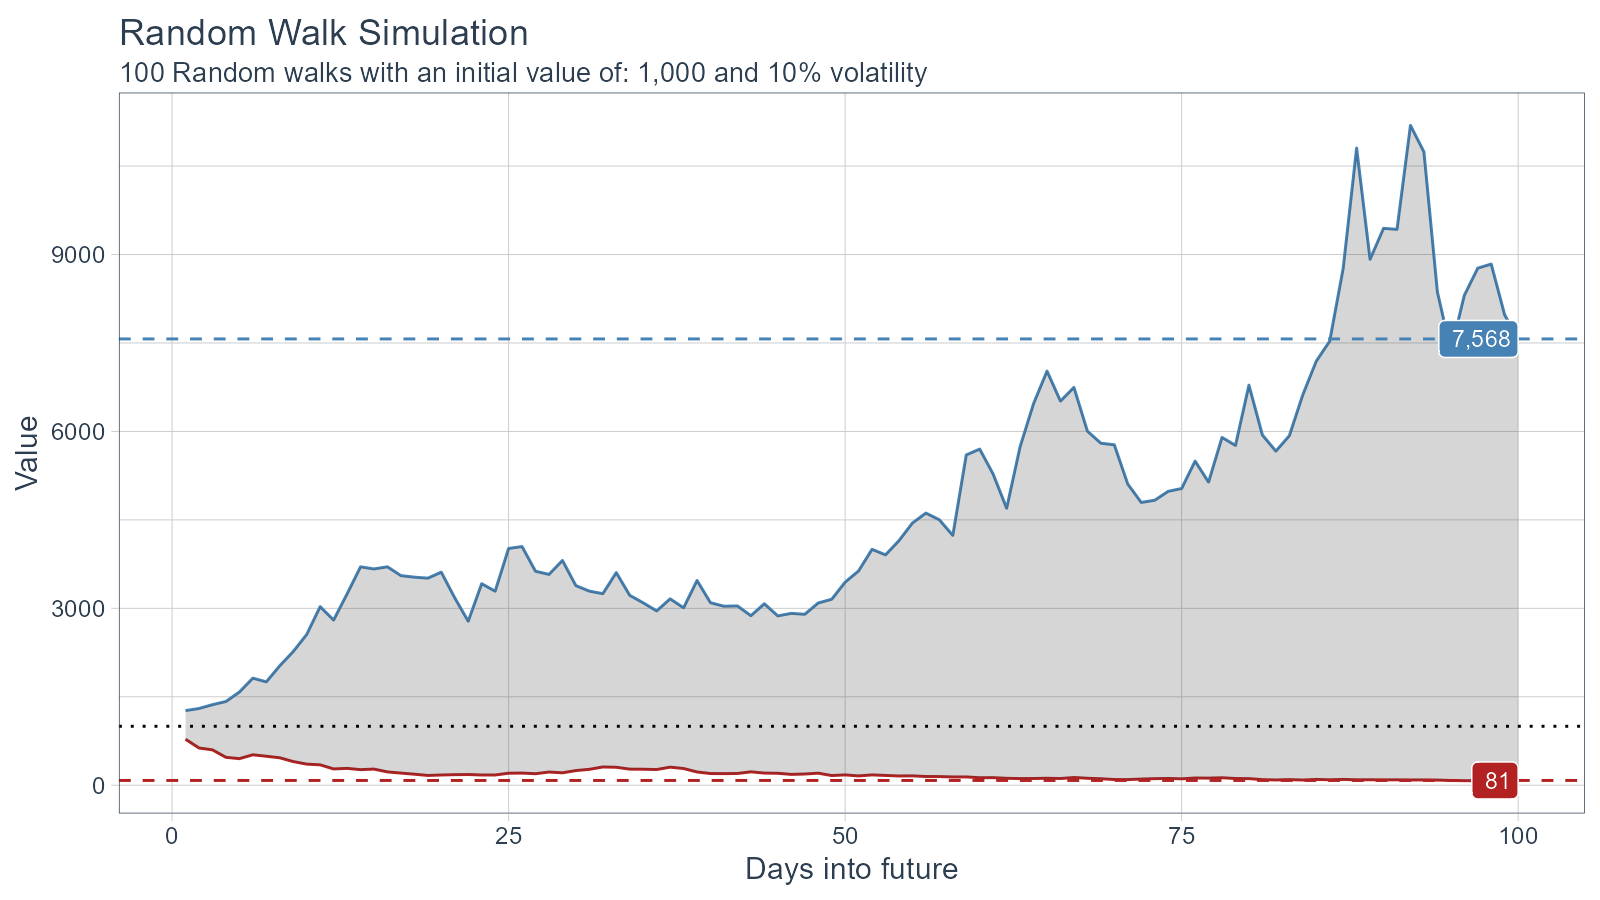 Random Walk Simulation
100 Random walks with an initial value of: 1,000 and 10% volatility
Value
9000
6000
3000
0
7,568
81
0
25
50
75
100
Days into future